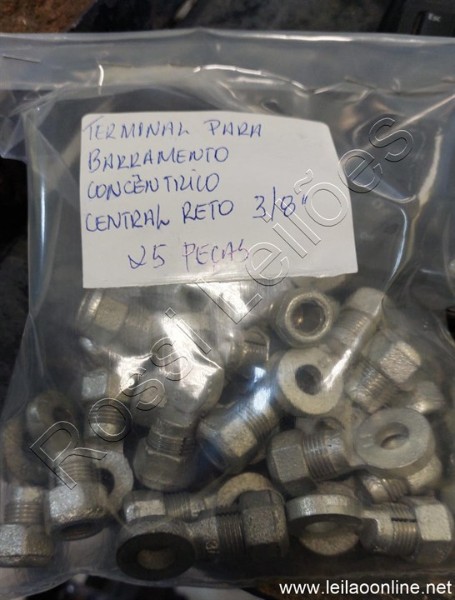 TERMINAL PARA
BARRAMENTO
CONCÊNTRICO
CENTRAL RETO 3/8"
25 PEÇAS
Rossi Leilões
www.leilaoonline.net